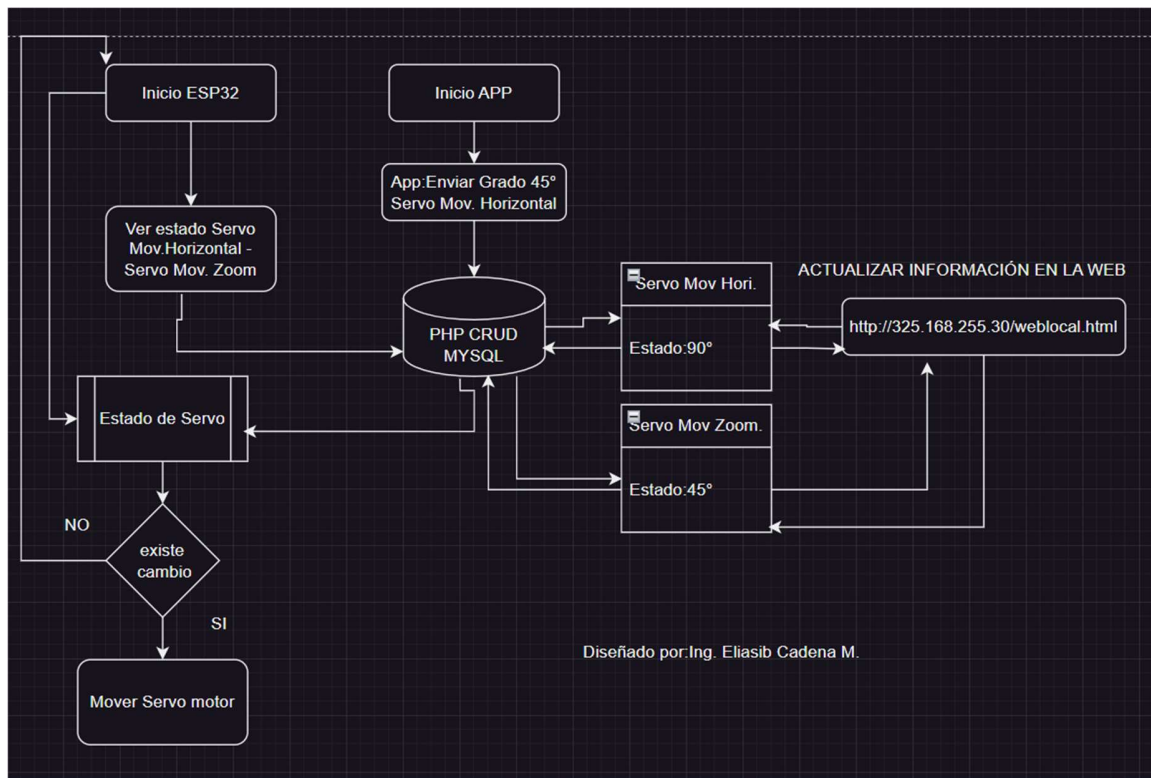 Inicio ESP32
Inicio APP
App:Enviar Grado 45°
Servo Mov. Horizontal
Ver estado Servo
Mov.Horizontal -
Servo Mov. Zoom
PHP CRUD
MYSQL
Servo Mov Hori.
Estado:90°
ACTUALIZAR INFORMACIÓN EN LA WEB
http://325.168.255.30/weblocal.html
Estado de Servo
Servo Mov Zoom.
Estado:45°
NO
existe
cambio
SI
Mover Servo motor
Diseñado por:Ing. Eliasib Cadena M.